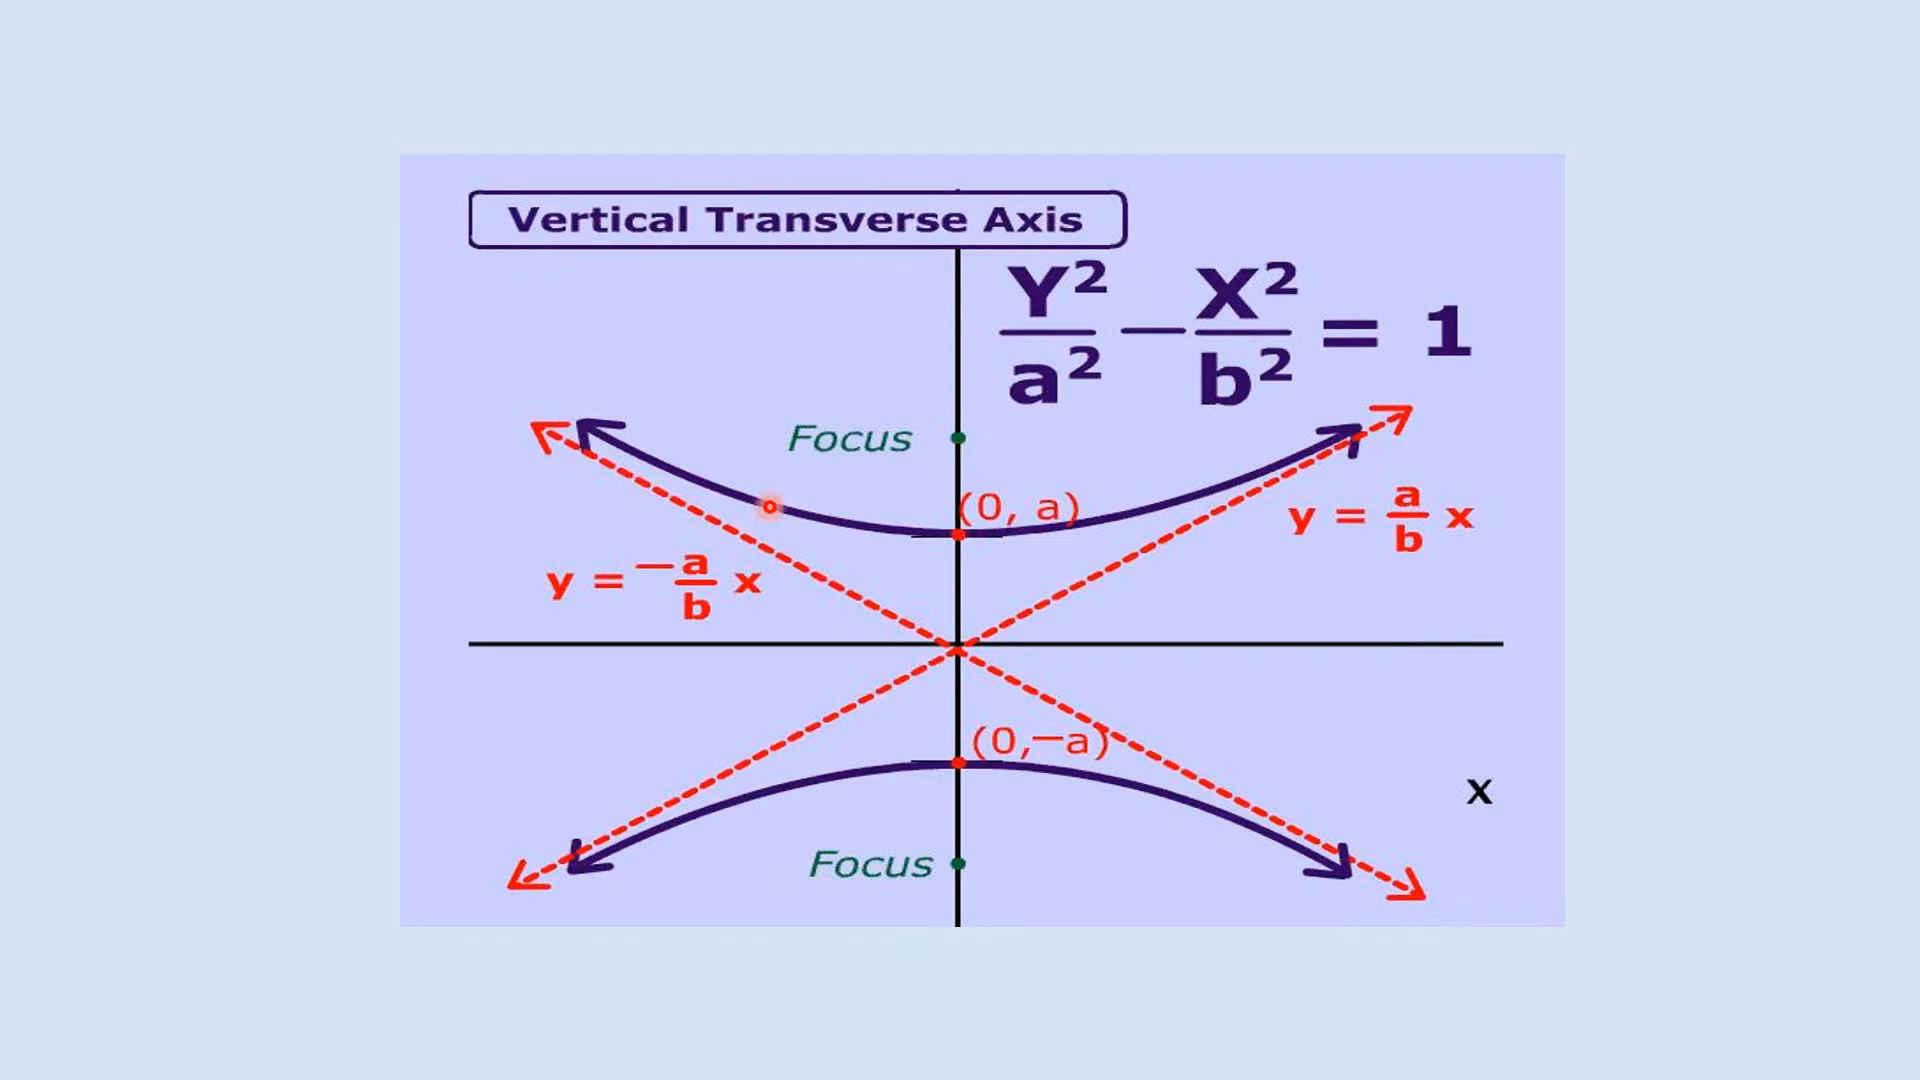 Vertical Transverse Axis
Y²/a² − X²/b² = 1
Focus
(0, a)
y = a/b x
y = −a/b x
(0,−a)
x
Focus